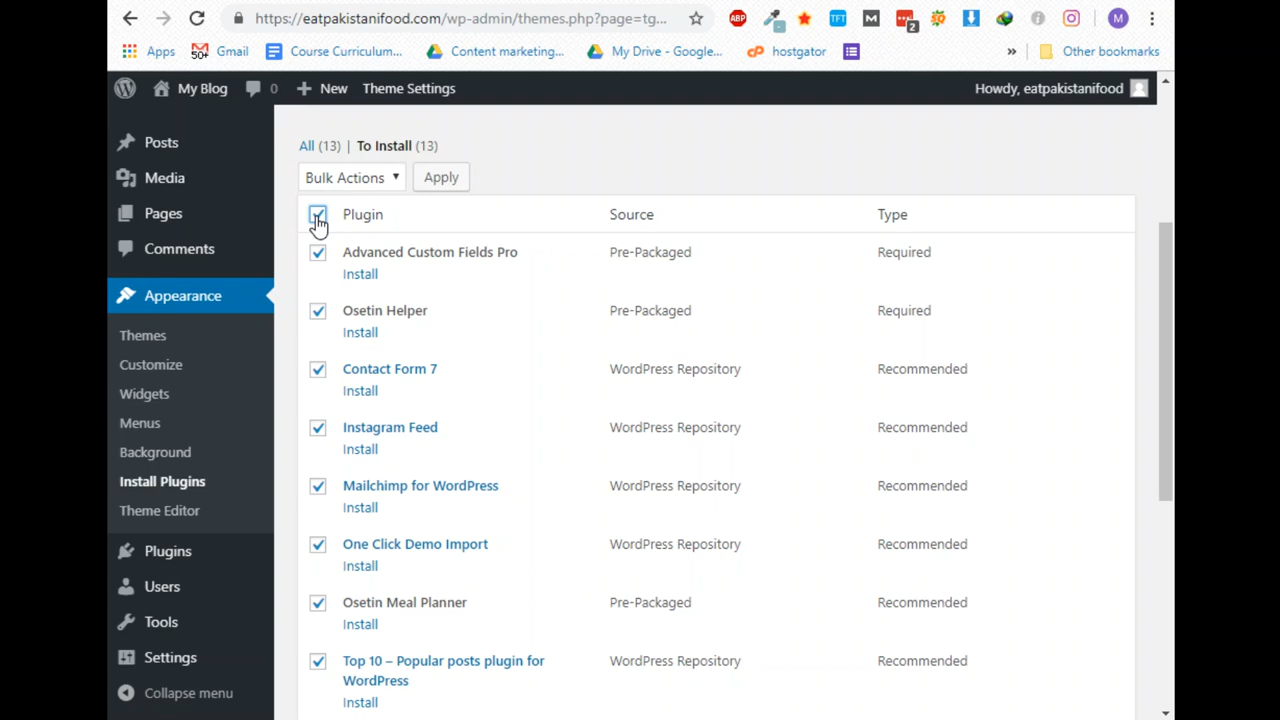 https://eatpakistanifood.com/wp-admin/themes.php?page=tg...
ABP
TFT
M
2
M
Apps
50+
Gmail
Course Curriculum...
Content marketing...
My Drive - Google...
cp
hostgator
»
Other bookmarks
My Blog
0
+ New
Theme Settings
Howdy, eatpakistanifood
Posts
Media
Pages
Comments
Appearance
Themes
Customize
Widgets
Menus
Background
Install Plugins
Theme Editor
Plugins
Users
Tools
Settings
Collapse menu
All (13) | To Install (13)
Bulk Actions
Apply
Plugin Source Type
Advanced Custom Fields Pro Pre-Packaged Required
Install
Osetin Helper Pre-Packaged Required
Install
Contact Form 7 WordPress Repository Recommended
Install
Instagram Feed WordPress Repository Recommended
Install
Mailchimp for WordPress WordPress Repository Recommended
Install
One Click Demo Import WordPress Repository Recommended
Install
Osetin Meal Planner Pre-Packaged Recommended
Install
Top 10 – Popular posts plugin for WordPress Repository Recommended
WordPress
Install